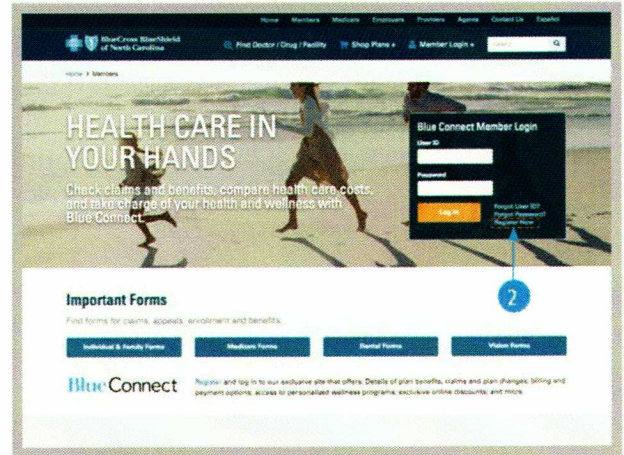 Home Members Medicare Employers Providers Agents Contact Us Español
BlueCross BlueShield
of North Carolina
Find Doctor / Drug / Facility Shop Plans Member Login Search
Home > Members
HEALTH CARE IN
YOUR HANDS
Check claims and benefits, compare health care costs,
and take charge of your health and wellness with
Blue Connect.
Blue Connect Member Login
User ID
Password
Log In
Forgot User ID?
Forgot Password?
Register Now
2
Important Forms
Find forms for claims, appeals, enrollment and benefits.
Individual & Family Forms Medicare Forms Dental Forms Vision Forms
Blue Connect
Register and log in to our exclusive site that offers: Details of plan benefits, claims and plan changes; billing and
payment options; access to personalized wellness programs; exclusive online discounts; and more.